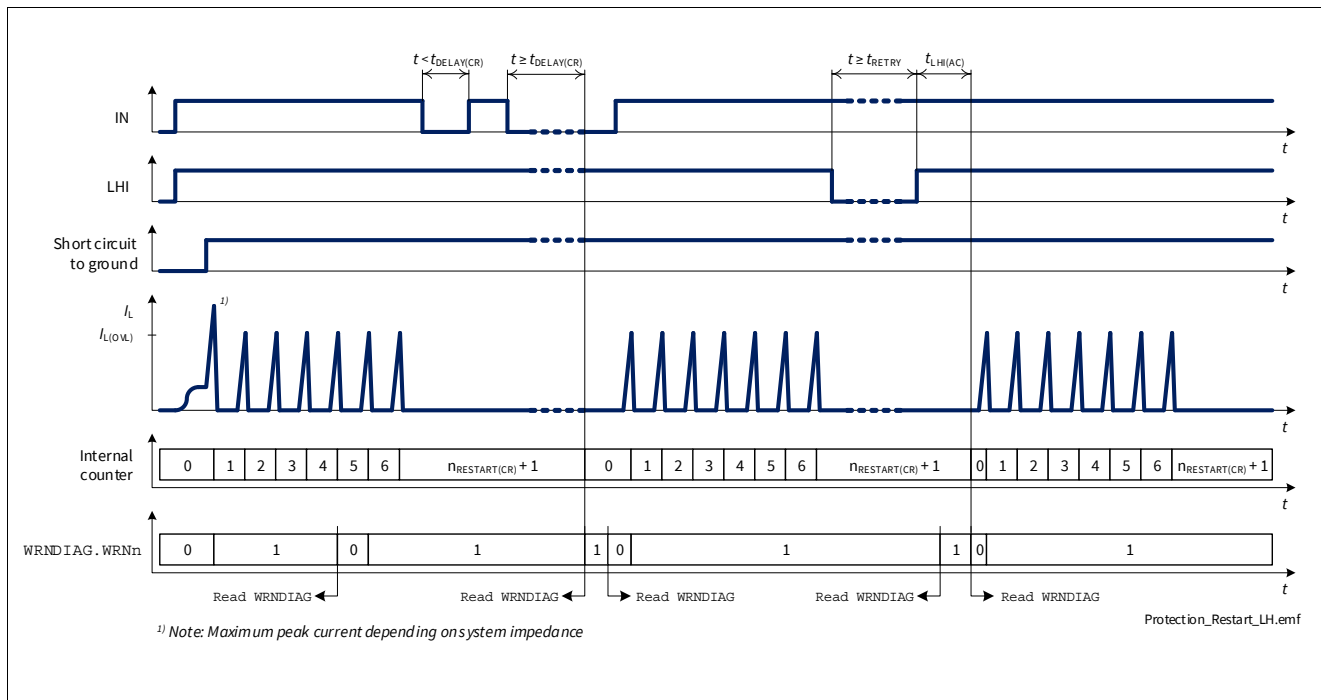 t < tDELAY(CR) t ≥ tDELAY(CR) t ≥ tRETRY tLHI(AC)
IN
t
LHI
t
Short circuit
to ground
t
IL
1)
IL(OVL)
t
Internal
counter
0 1 2 3 4 5 6 nRESTART(CR) + 1 0 1 2 3 4 5 6 nRESTART(CR) + 1 0 1 2 3 4 5 6 nRESTART(CR) + 1
t
WRNDIAG.WRNn 0 1 0 1 1 0 1 1 0 1
t
Read WRNDIAG Read WRNDIAG Read WRNDIAG Read WRNDIAG Read WRNDIAG
1) Note: Maximum peak current depending on system impedance
Protection_Restart_LH.emf